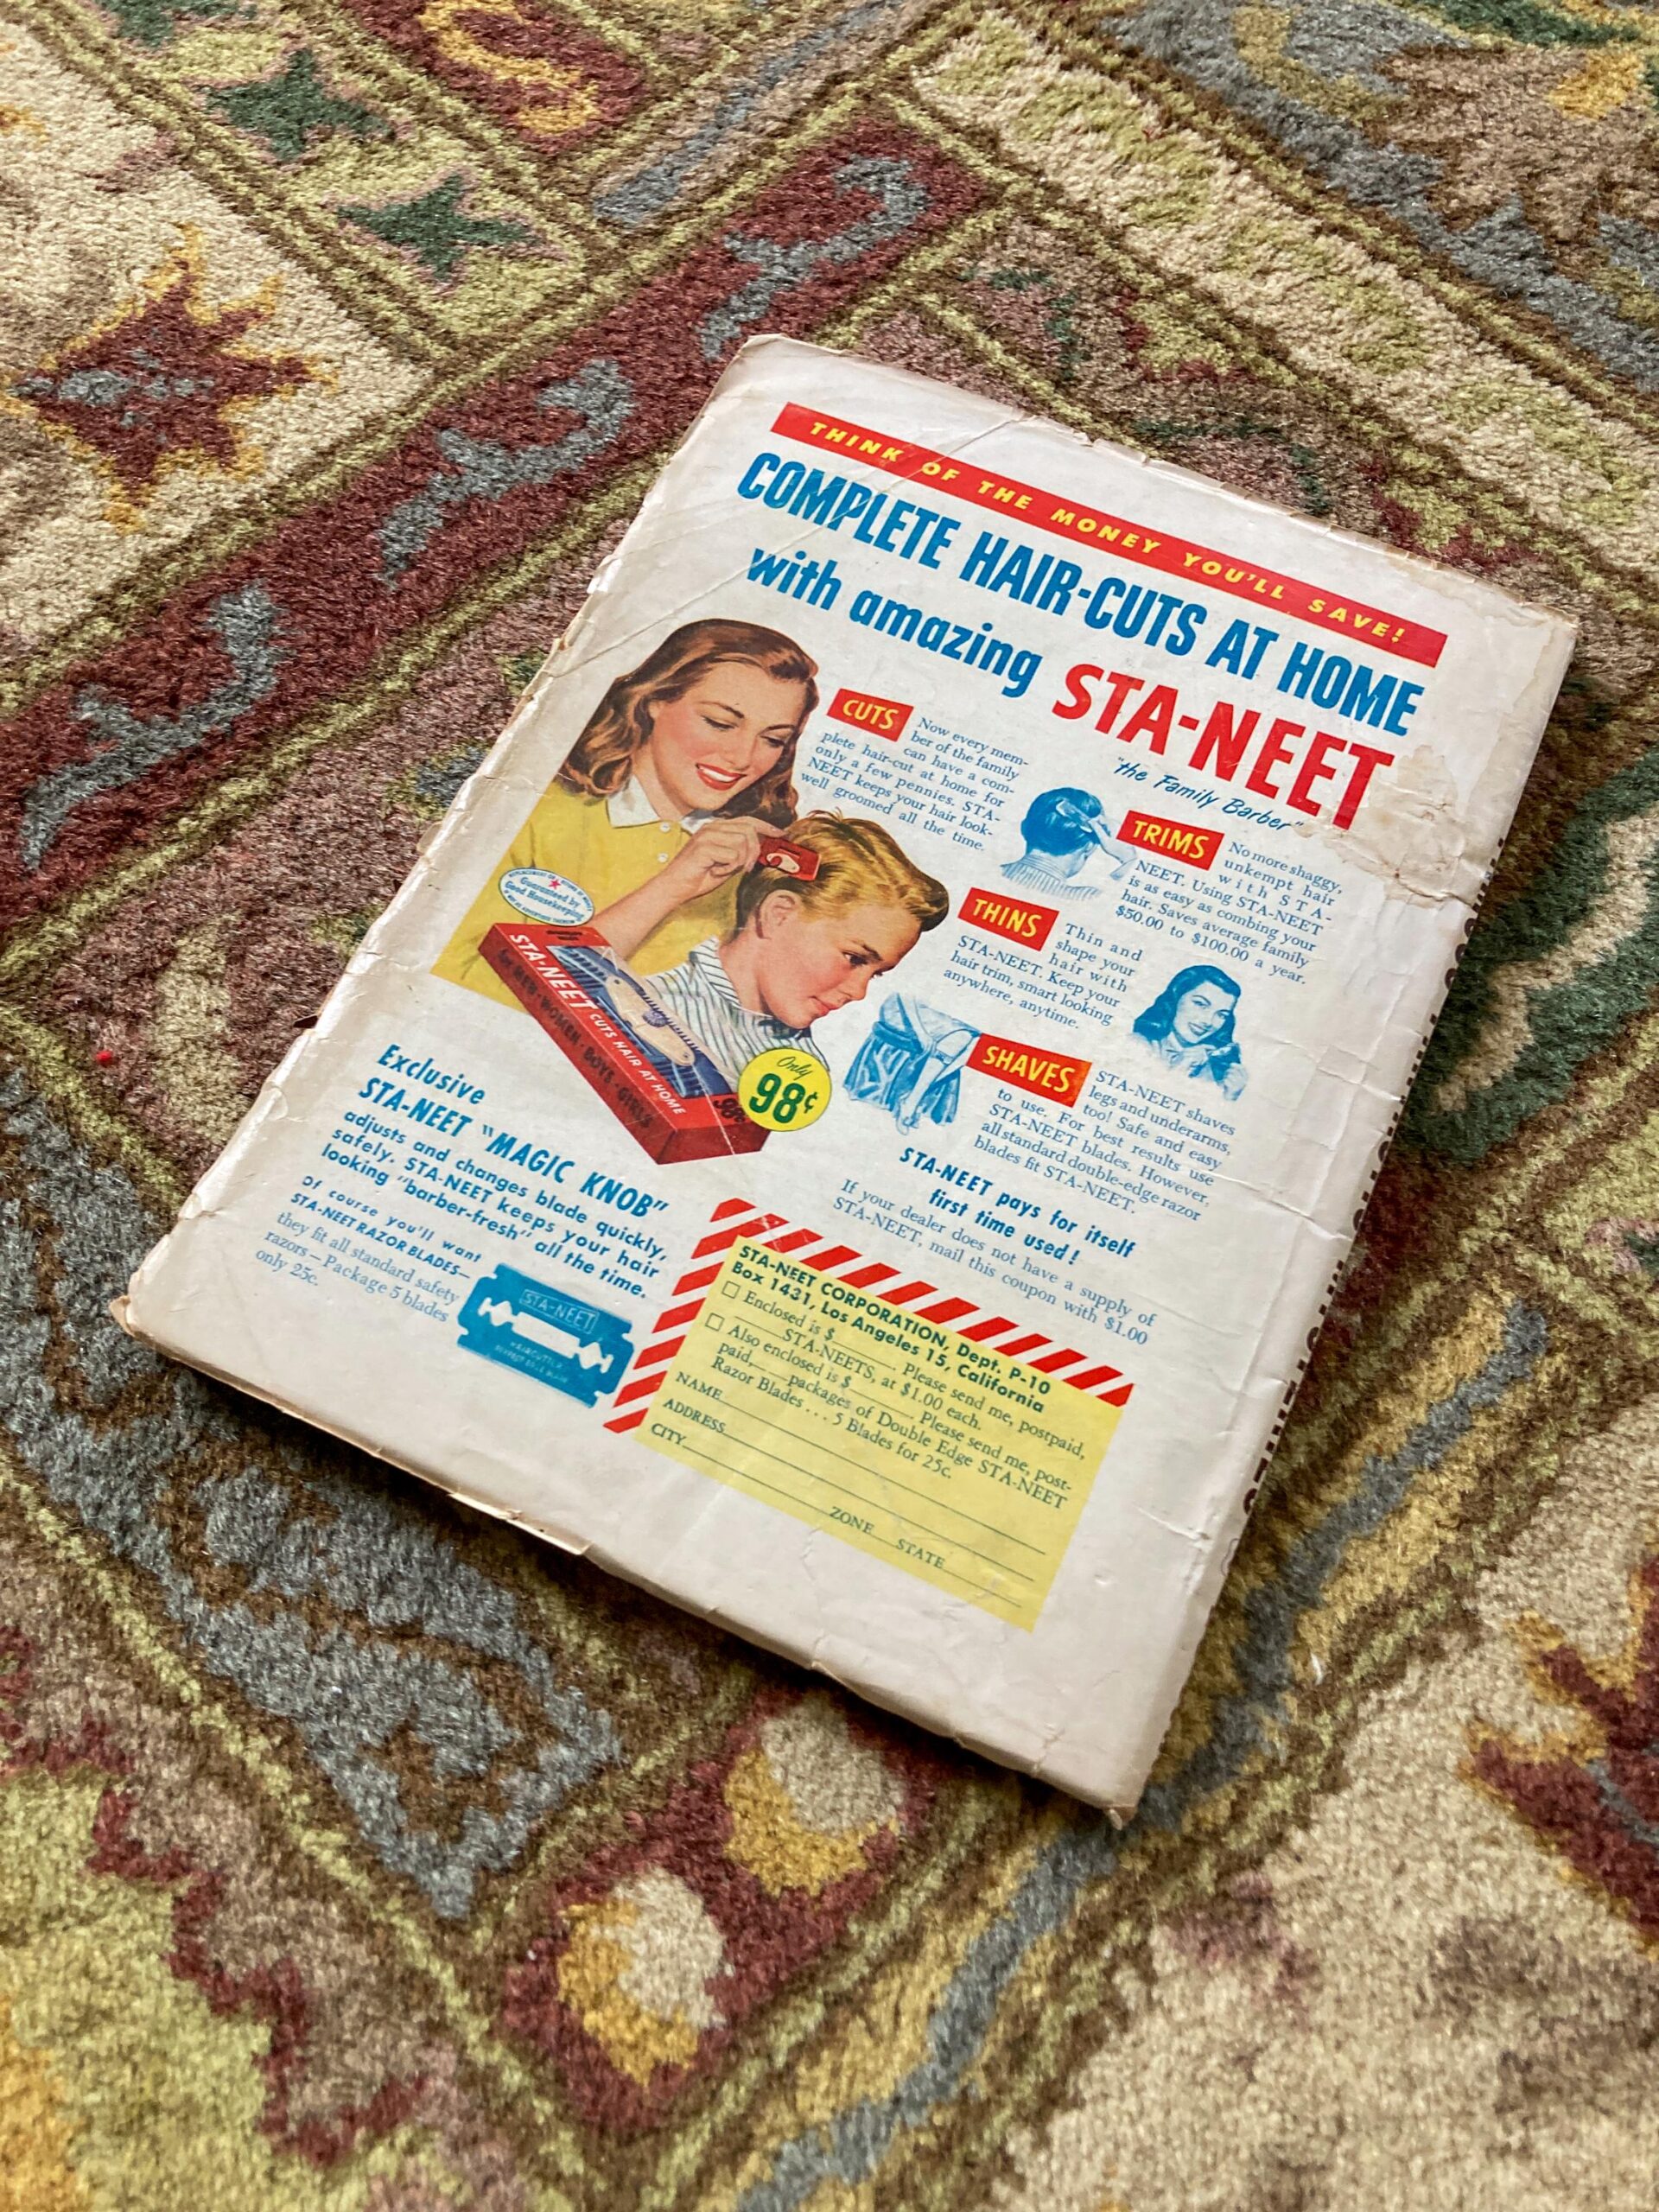 THINK OF THE MONEY YOU'LL SAVE!
COMPLETE HAIR-CUTS AT HOME
with amazing STA-NEET
"the Family Barber"
CUTS
Now every mem-
ber of the family
can have a com-
plete hair-cut at home for
only a few pennies. STA-
NEET keeps your hair look-
well groomed all the time.
TRIMS
No more shaggy,
unkempt hair
with STA-
NEET. Using STA-NEET
is as easy as combing your
hair. Saves average family
$50.00 to $100.00 a year.
THINS
Thin and
shape your
hair with
STA-NEET. Keep your
hair trim, smart looking
anywhere, anytime.
SHAVES
STA-NEET shaves
legs and underarms,
too! Safe and easy
to use. For best results use
STA-NEET blades. However,
all standard double-edge razor
blades fit STA-NEET.
Guaranteed by
Good Housekeeping
STA-NEET CUTS HAIR AT HOME
MEN · WOMEN · BOYS · GIRLS
98¢
Only
98¢
Exclusive
STA-NEET "MAGIC KNOB"
adjusts and changes blade quickly,
safely. STA-NEET keeps your hair
looking "barber-fresh" all the time.
Of course you'll want
STA-NEET RAZOR BLADES—
they fit all standard safety
razors— Package 5 blades
only 25c.
STA-NEET
HAIRCUTTER
STA-NEET pays for itself
first time used!
If your dealer does not have a supply of
STA-NEET, mail this coupon with $1.00
STA-NEET CORPORATION, Dept. P-10
Box 1431, Los Angeles 15, California
Enclosed is $ Please send me, postpaid,
STA-NEETS, at $1.00 each.
Also enclosed is $ Please send me, post-
paid, packages of Double Edge STA-NEET
Razor Blades . . . 5 Blades for 25c.
NAME
ADDRESS
CITY ZONE STATE